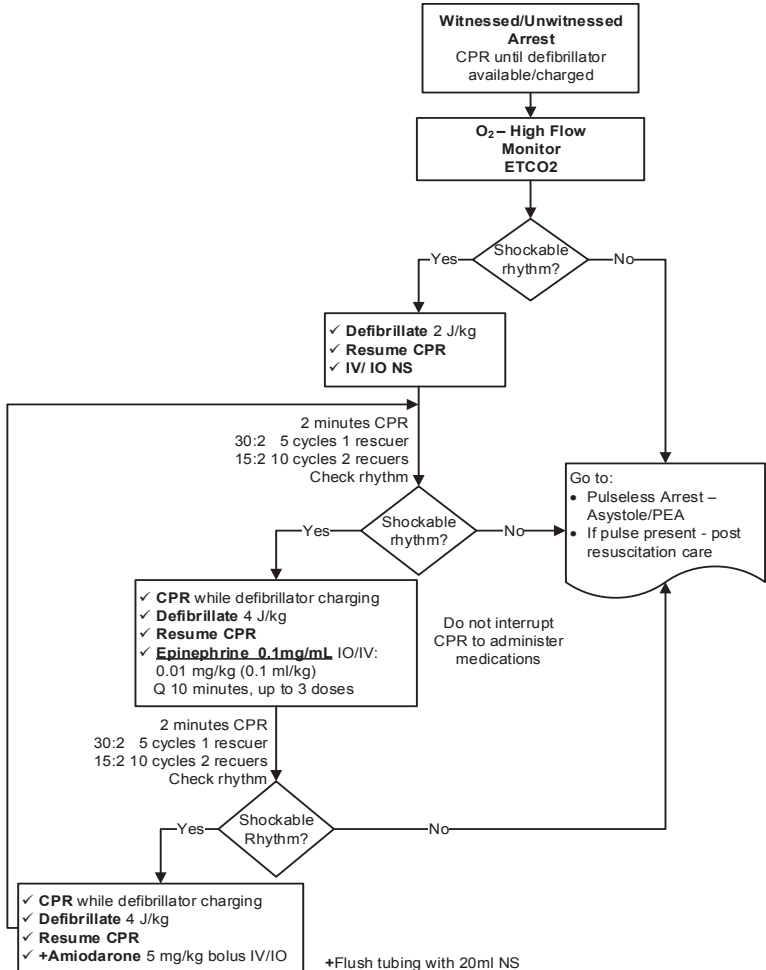 Witnessed/Unwitnessed
Arrest
CPR until defibrillator
available/charged
O₂ – High Flow
Monitor
ETCO2
Shockable
rhythm?
Yes
No
✓ Defibrillate 2 J/kg
✓ Resume CPR
✓ IV/ IO NS
2 minutes CPR
30:2 5 cycles 1 rescuer
15:2 10 cycles 2 recuers
Check rhythm
Shockable
rhythm?
Yes
No
Go to:
• Pulseless Arrest –
Asystole/PEA
• If pulse present - post
resuscitation care
✓ CPR while defibrillator charging
✓ Defibrillate 4 J/kg
✓ Resume CPR
✓ Epinephrine 0.1mg/mL IO/IV:
0.01 mg/kg (0.1 ml/kg)
Q 10 minutes, up to 3 doses
Do not interrupt
CPR to administer
medications
2 minutes CPR
30:2 5 cycles 1 rescuer
15:2 10 cycles 2 recuers
Check rhythm
Shockable
Rhythm?
Yes
No
✓ CPR while defibrillator charging
✓ Defibrillate 4 J/kg
✓ Resume CPR
✓ +Amiodarone 5 mg/kg bolus IV/IO
+Flush tubing with 20ml NS